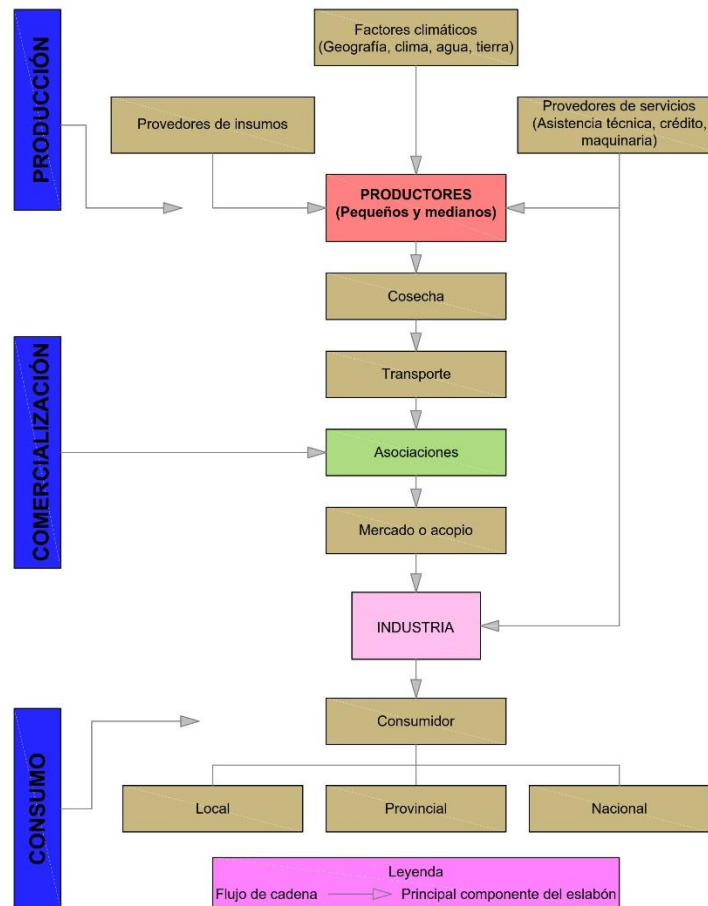 PRODUCCIÓN
Factores climáticos
(Geografía, clima, agua, tierra)
Provedores de insumos
Provedores de servicios
(Asistencia técnica, crédito,
maquinaria)
PRODUCTORES
(Pequeños y medianos)
Cosecha
COMERCIALIZACIÓN
Transporte
Asociaciones
Mercado o acopio
INDUSTRIA
CONSUMO
Consumidor
Local
Provincial
Nacional
Leyenda
Flujo de cadena
Principal componente del eslabón